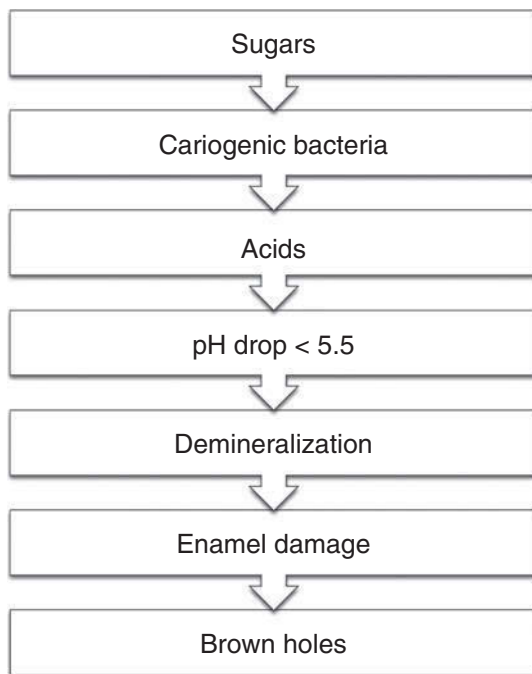 Sugars
Cariogenic bacteria
Acids
pH drop < 5.5
Demineralization
Enamel damage
Brown holes